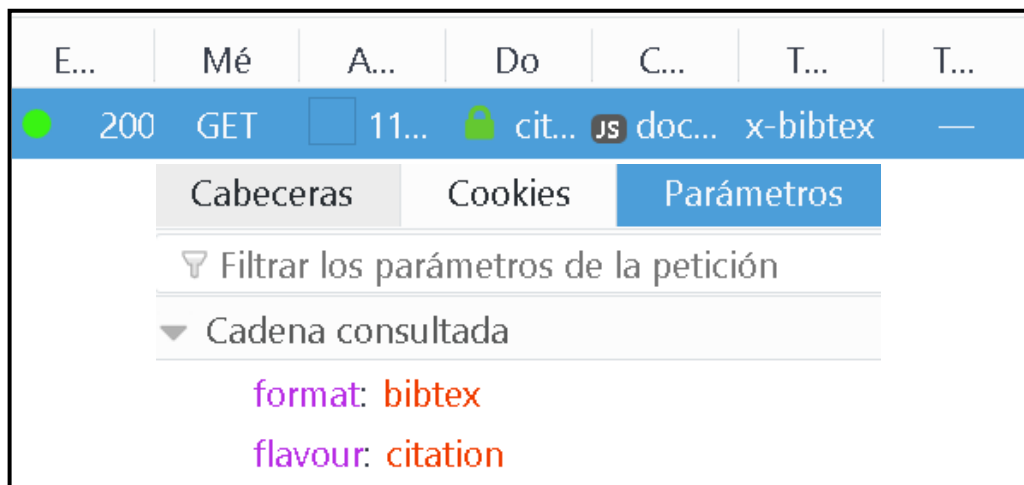 E... Mé A... Do C... T... T...
200 GET 11... cit... JS doc... x-bibtex —
Cabeceras Cookies Parámetros
Filtrar los parámetros de la petición
Cadena consultada
format: bibtex
flavour: citation